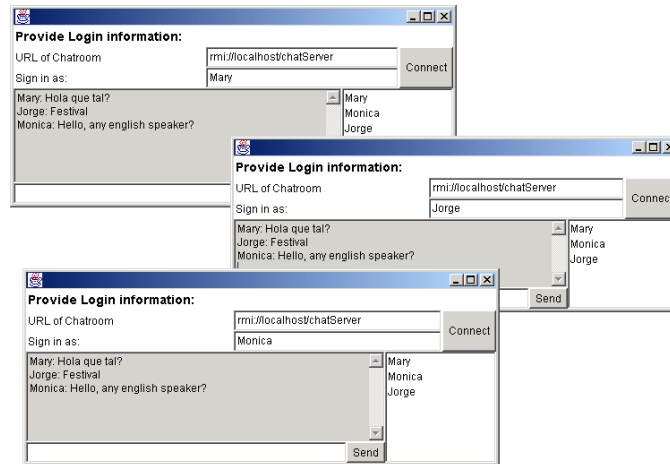 Provide Login information:
URL of Chatroom rmi://localhost/chatServer
Connect
Sign in as: Mary
Mary: Hola que tal?
Jorge: Festival
Monica: Hello, any english speaker?
Mary
Monica
Jorge
Provide Login information:
URL of Chatroom rmi://localhost/chatServer
Connect
Sign in as: Jorge
Mary: Hola que tal?
Jorge: Festival
Monica: Hello, any english speaker?
Mary
Monica
Jorge
Send
Provide Login information:
URL of Chatroom rmi://localhost/chatServer
Connect
Sign in as: Monica
Mary: Hola que tal?
Jorge: Festival
Monica: Hello, any english speaker?
Mary
Monica
Jorge
Send